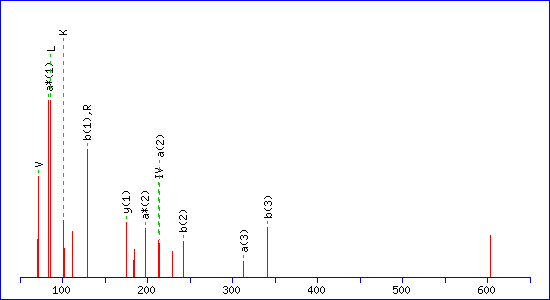 V
a*(1)
L
K
b(1),R
y(1)
a*(2)
IV
a(2)
b(2)
a(3)
b(3)
100 200 300 400 500 600